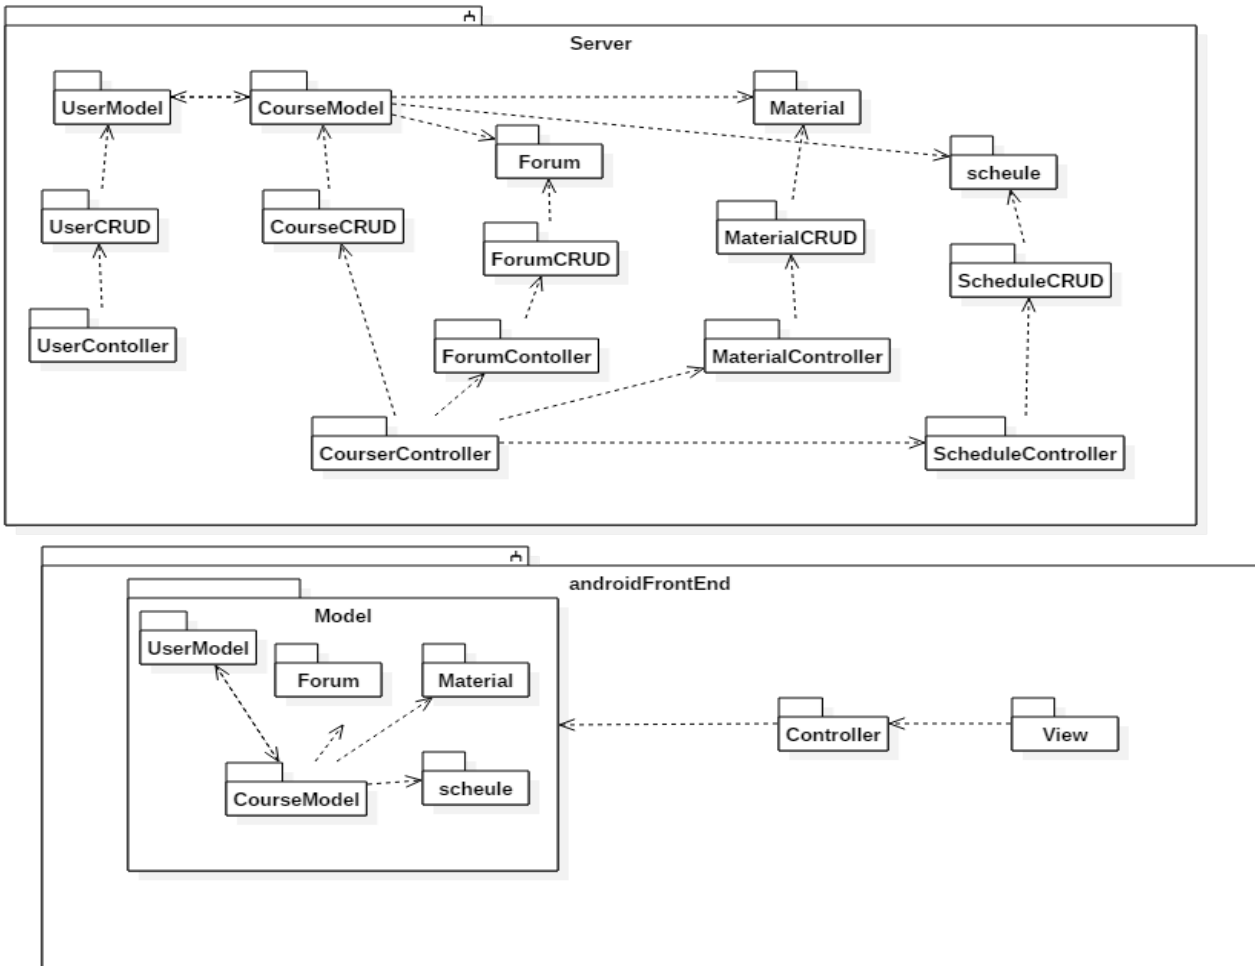 Server
UserModel
CourseModel
Material
Forum
scheule
UserCRUD
CourseCRUD
MaterialCRUD
ForumCRUD
ScheduleCRUD
UserContoller
ForumContoller
MaterialController
CourserController
ScheduleController
androidFrontEnd
Model
UserModel
Forum
Material
Controller
View
CourseModel
scheule